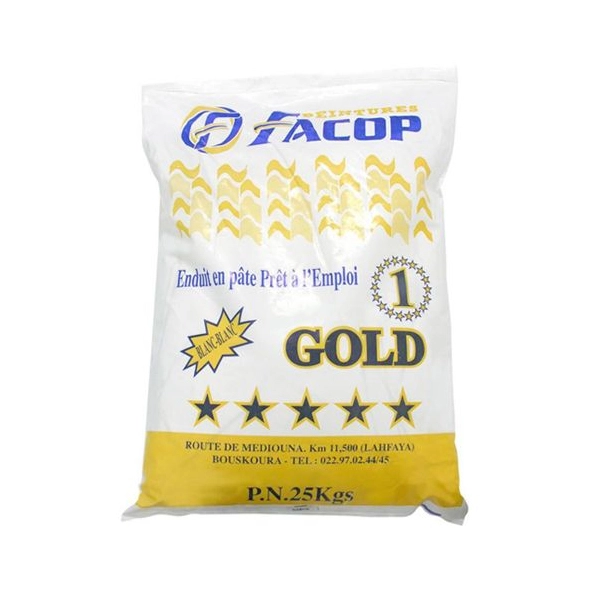 PEINTURES
FACOP
Enduit en pâte Prêt à l'Emploi
1
BLANC-BLANC
GOLD
ROUTE DE MEDIOUNA. Km 11,500 (LAHFAYA)
BOUSKOURA - TEL : 022.97.02.44/45
P.N.25Kgs